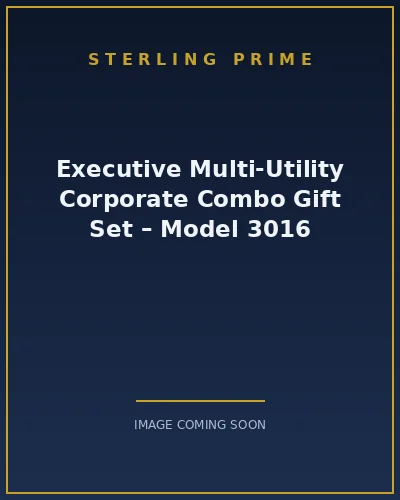 STERLING PRIME
Executive Multi-Utility
Corporate Combo Gift
Set – Model 3016
IMAGE COMING SOON